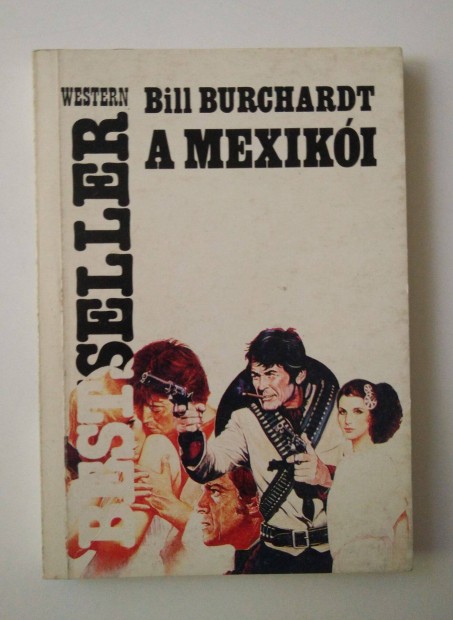 WESTERN
Bill BURCHARDT
A MEXIKÓI
BESTSELLER